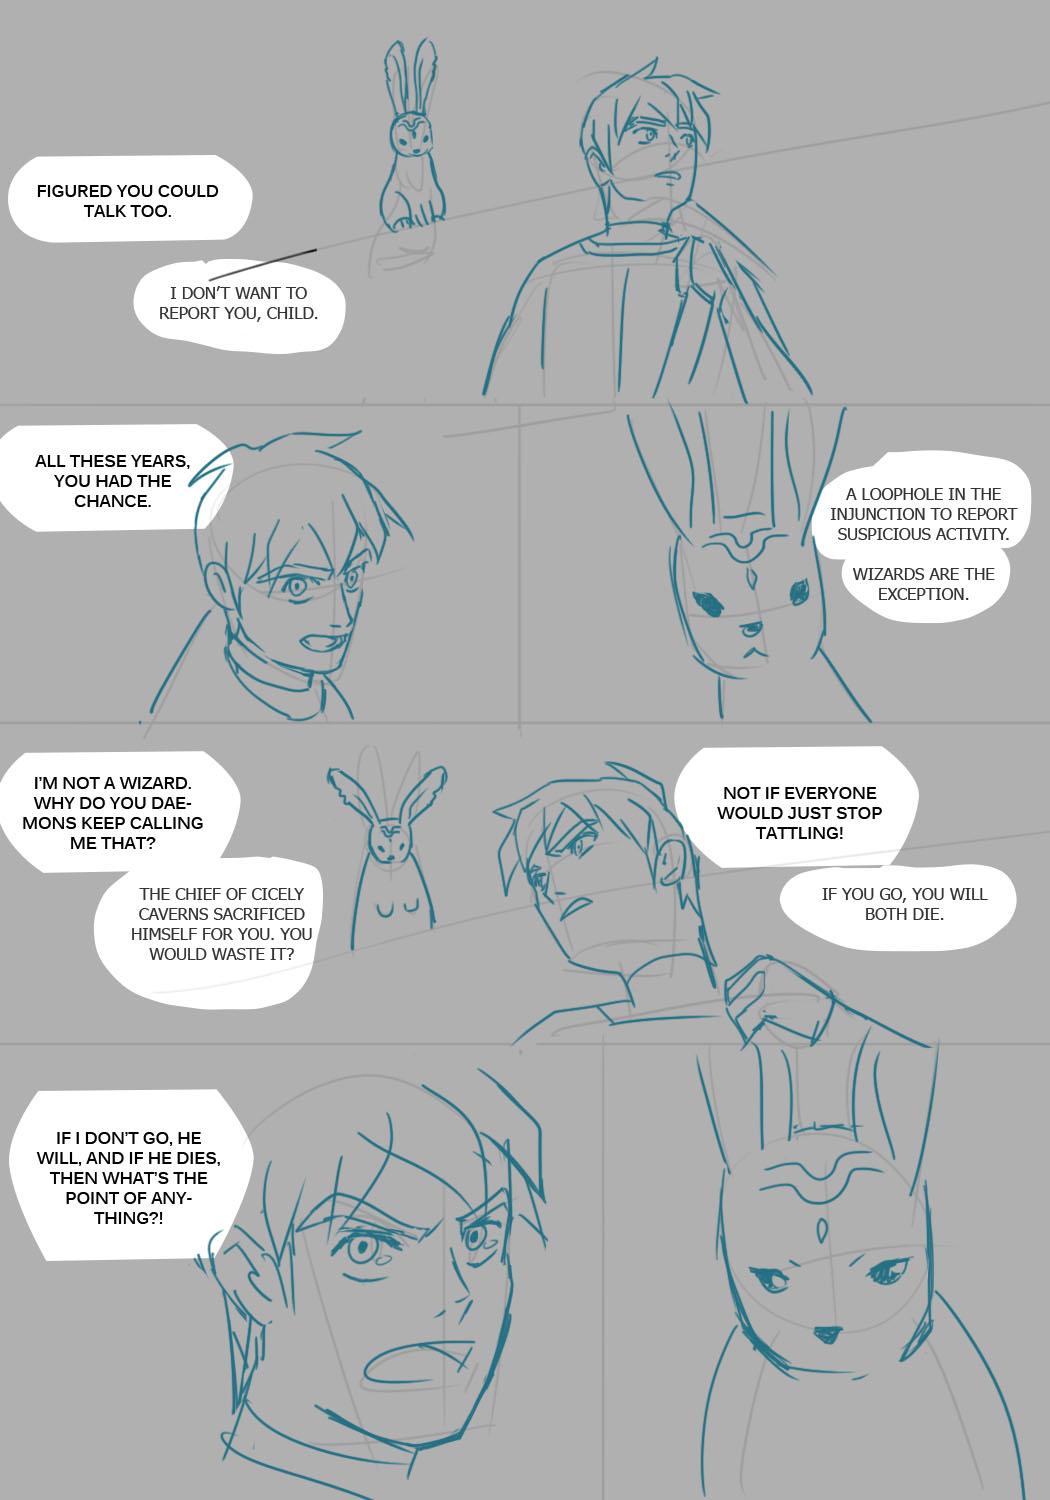 FIGURED YOU COULD
TALK TOO.
I DON'T WANT TO
REPORT YOU, CHILD.
ALL THESE YEARS,
YOU HAD THE
CHANCE.
A LOOPHOLE IN THE
INJUNCTION TO REPORT
SUSPICIOUS ACTIVITY.
WIZARDS ARE THE
EXCEPTION.
I'M NOT A WIZARD.
WHY DO YOU DAE-
MONS KEEP CALLING
ME THAT?
THE CHIEF OF CICELY
CAVERNS SACRIFICED
HIMSELF FOR YOU. YOU
WOULD WASTE IT?
NOT IF EVERYONE
WOULD JUST STOP
TATTLING!
IF YOU GO, YOU WILL
BOTH DIE.
IF I DON'T GO, HE
WILL, AND IF HE DIES,
THEN WHAT'S THE
POINT OF ANY-
THING?!